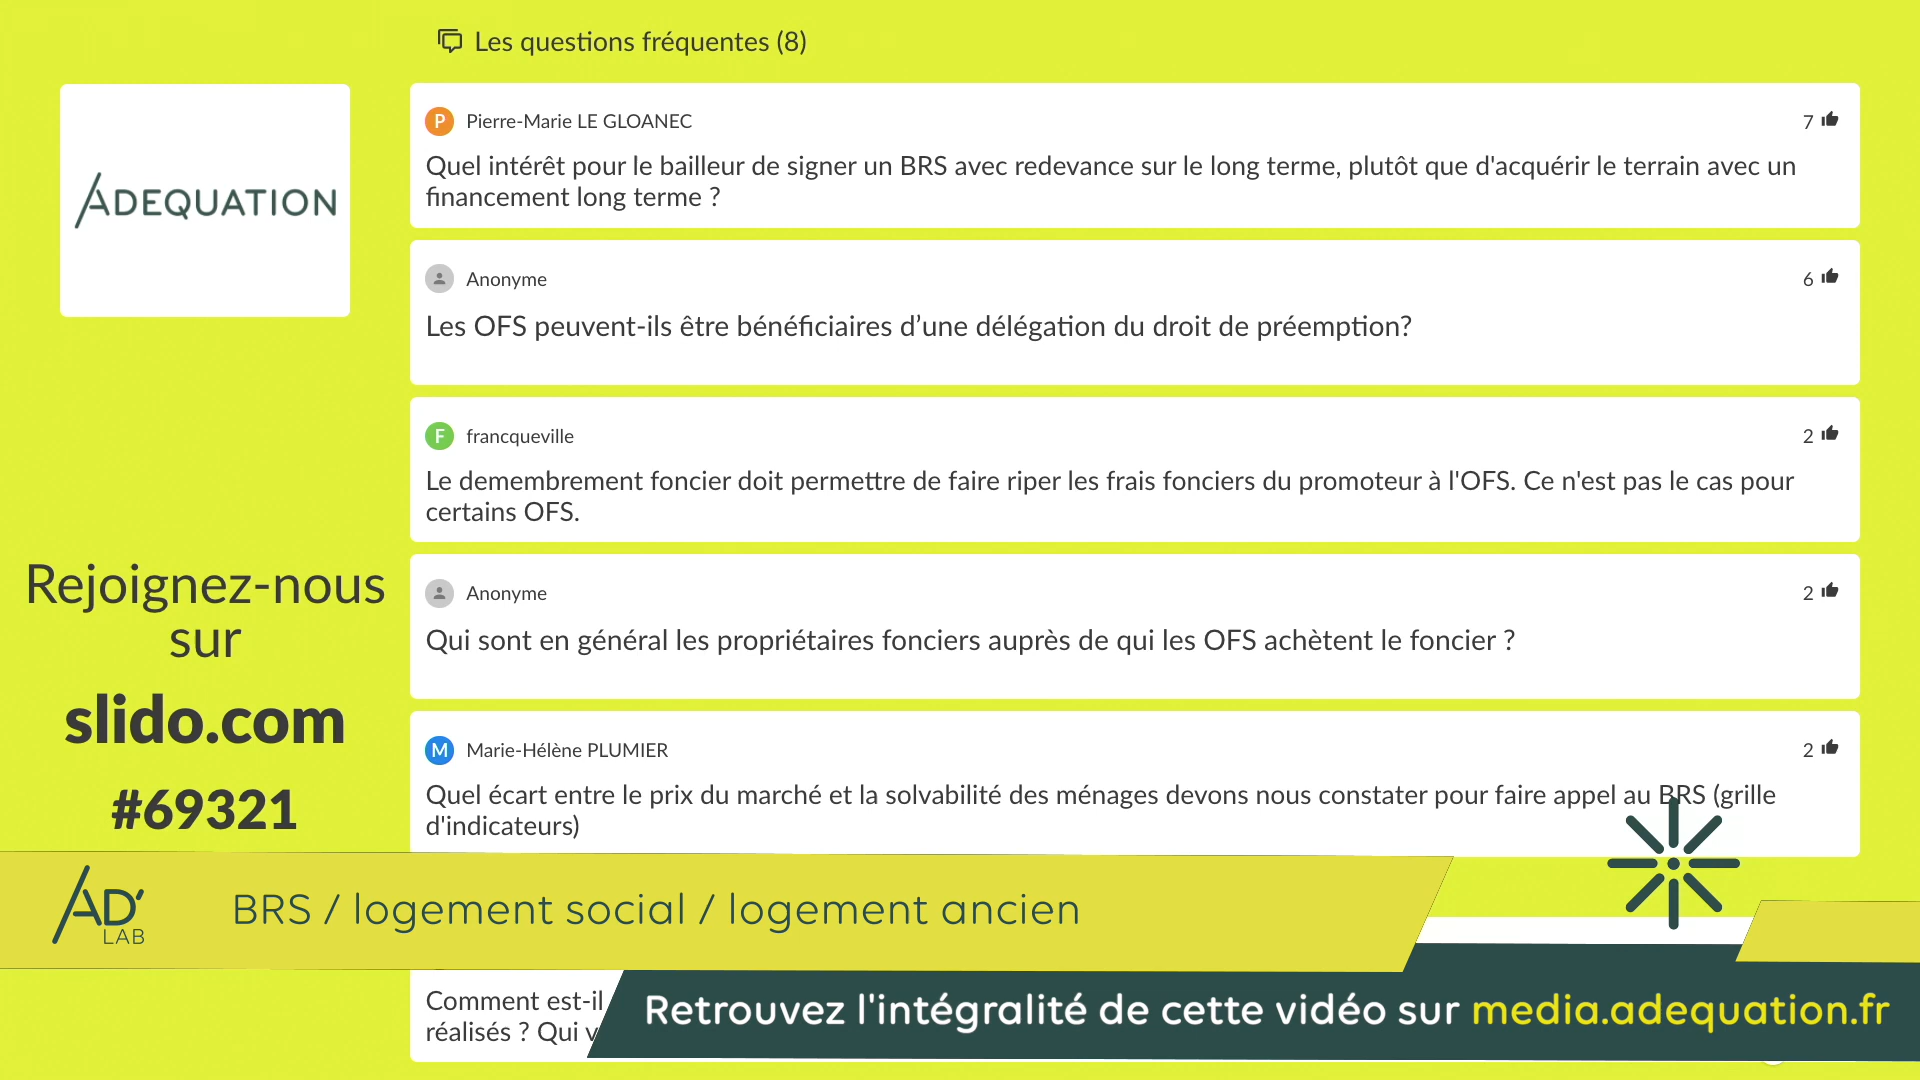 Les questions fréquentes (8)
ADEQUATION
P Pierre-Marie LE GLOANEC
7
Quel intérêt pour le bailleur de signer un BRS avec redevance sur le long terme, plutôt que d'acquérir le terrain avec un
financement long terme ?
Anonyme
6
Les OFS peuvent-ils être bénéficiaires d’une délégation du droit de préemption?
F francqueville
2
Le demembrement foncier doit permettre de faire riper les frais fonciers du promoteur à l'OFS. Ce n'est pas le cas pour
certains OFS.
Anonyme
2
Qui sont en général les propriétaires fonciers auprès de qui les OFS achètent le foncier ?
M Marie-Hélène PLUMIER
2
Quel écart entre le prix du marché et la solvabilité des ménages devons nous constater pour faire appel au BRS (grille
d'indicateurs)
Rejoignez-nous
sur
slido.com
#69321
AD'
LAB
BRS / logement social / logement ancien
Comment est-il
réalisés ? Qui
Retrouvez l'intégralité de cette vidéo sur media.adequation.fr